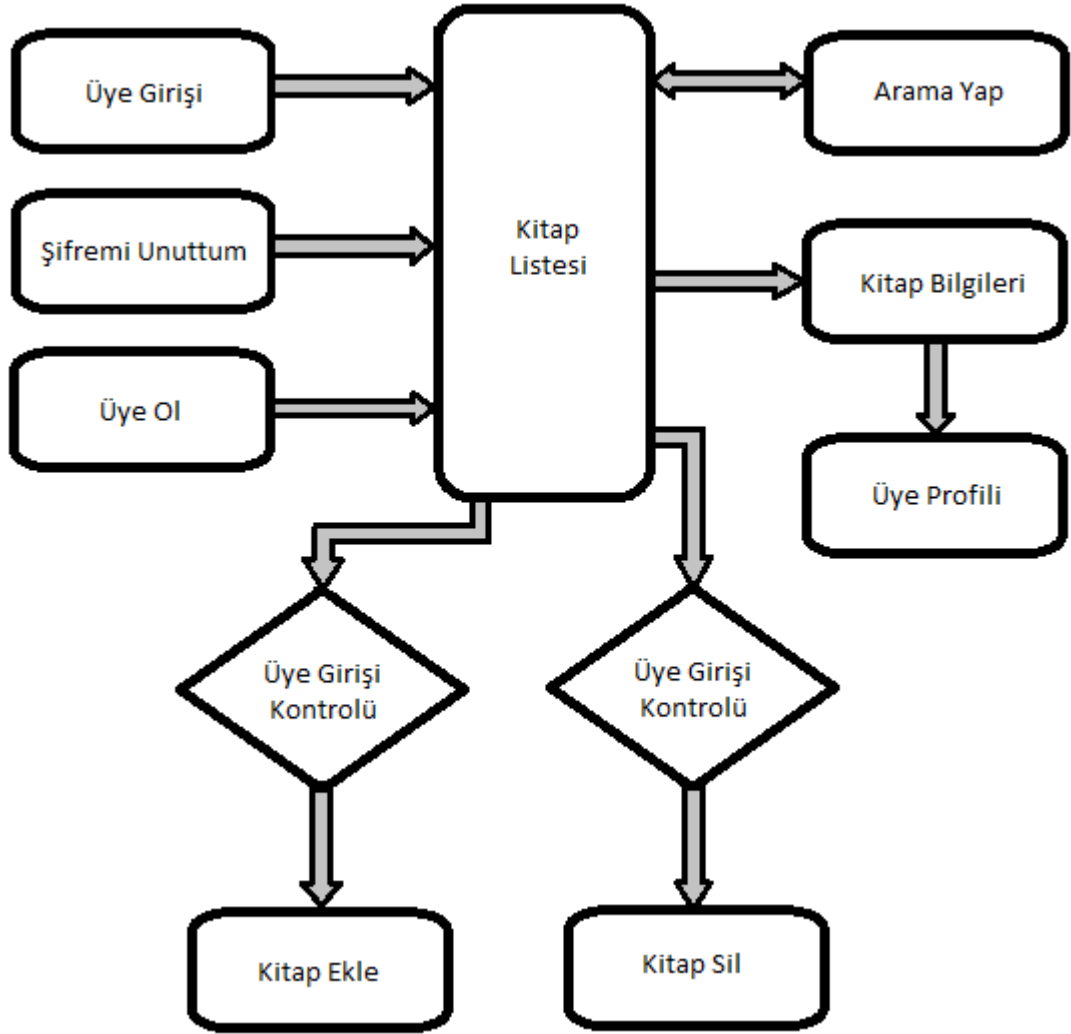 Üye Girişi
Şifremi Unuttum
Üye Ol
Kitap
Listesi
Arama Yap
Kitap Bilgileri
Üye Profili
Üye Girişi
Kontrolü
Üye Girişi
Kontrolü
Kitap Ekle
Kitap Sil